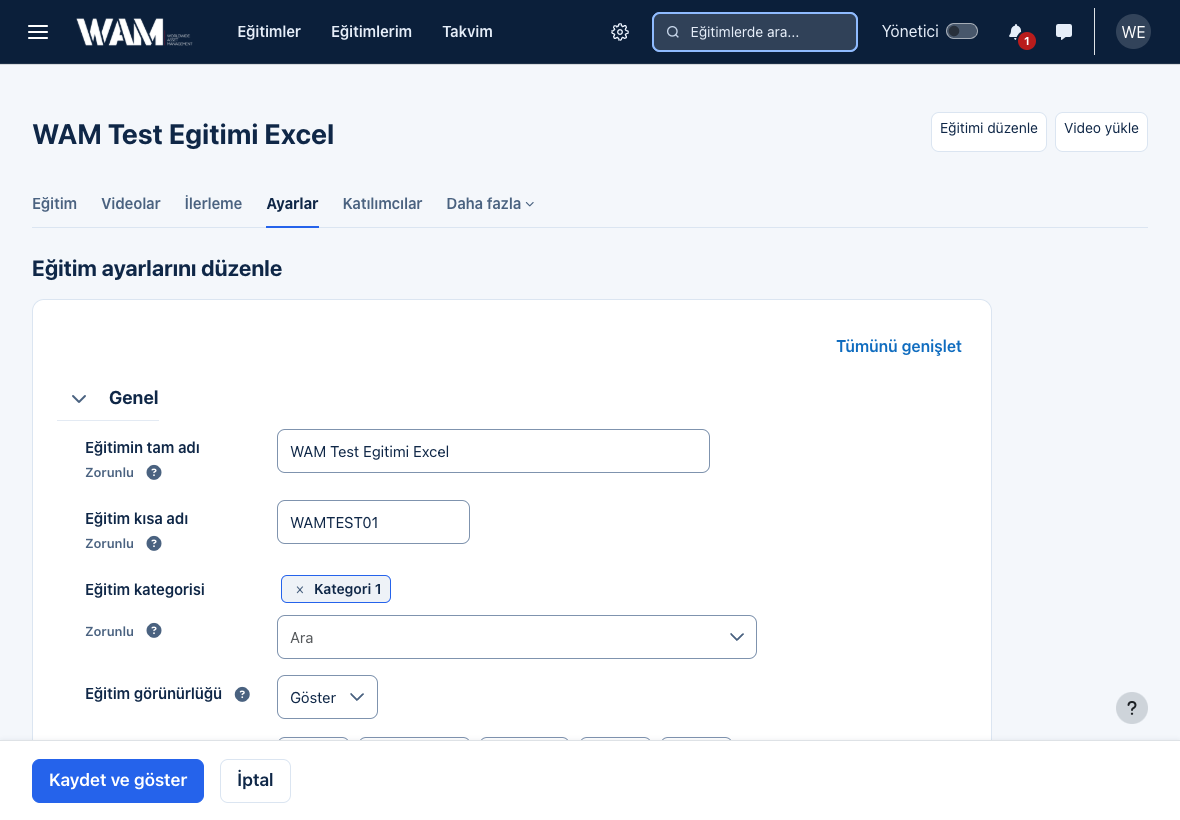 WAM
Eğitimler
Eğitimlerim
Takvim
Eğitimlerde ara...
Yönetici
1
WE
WAM Test Egitimi Excel
Eğitimi düzenle
Video yükle
Eğitim
Videolar
İlerleme
Ayarlar
Katılımcılar
Daha fazla
Eğitim ayarlarını düzenle
Tümünü genişlet
Genel
Eğitimin tam adı
Zorunlu ?
WAM Test Egitimi Excel
Eğitim kısa adı
Zorunlu ?
WAMTEST01
Eğitim kategorisi
× Kategori 1
Zorunlu ?
Ara
Eğitim görünürlüğü ?
Göster
?
Kaydet ve göster
İptal